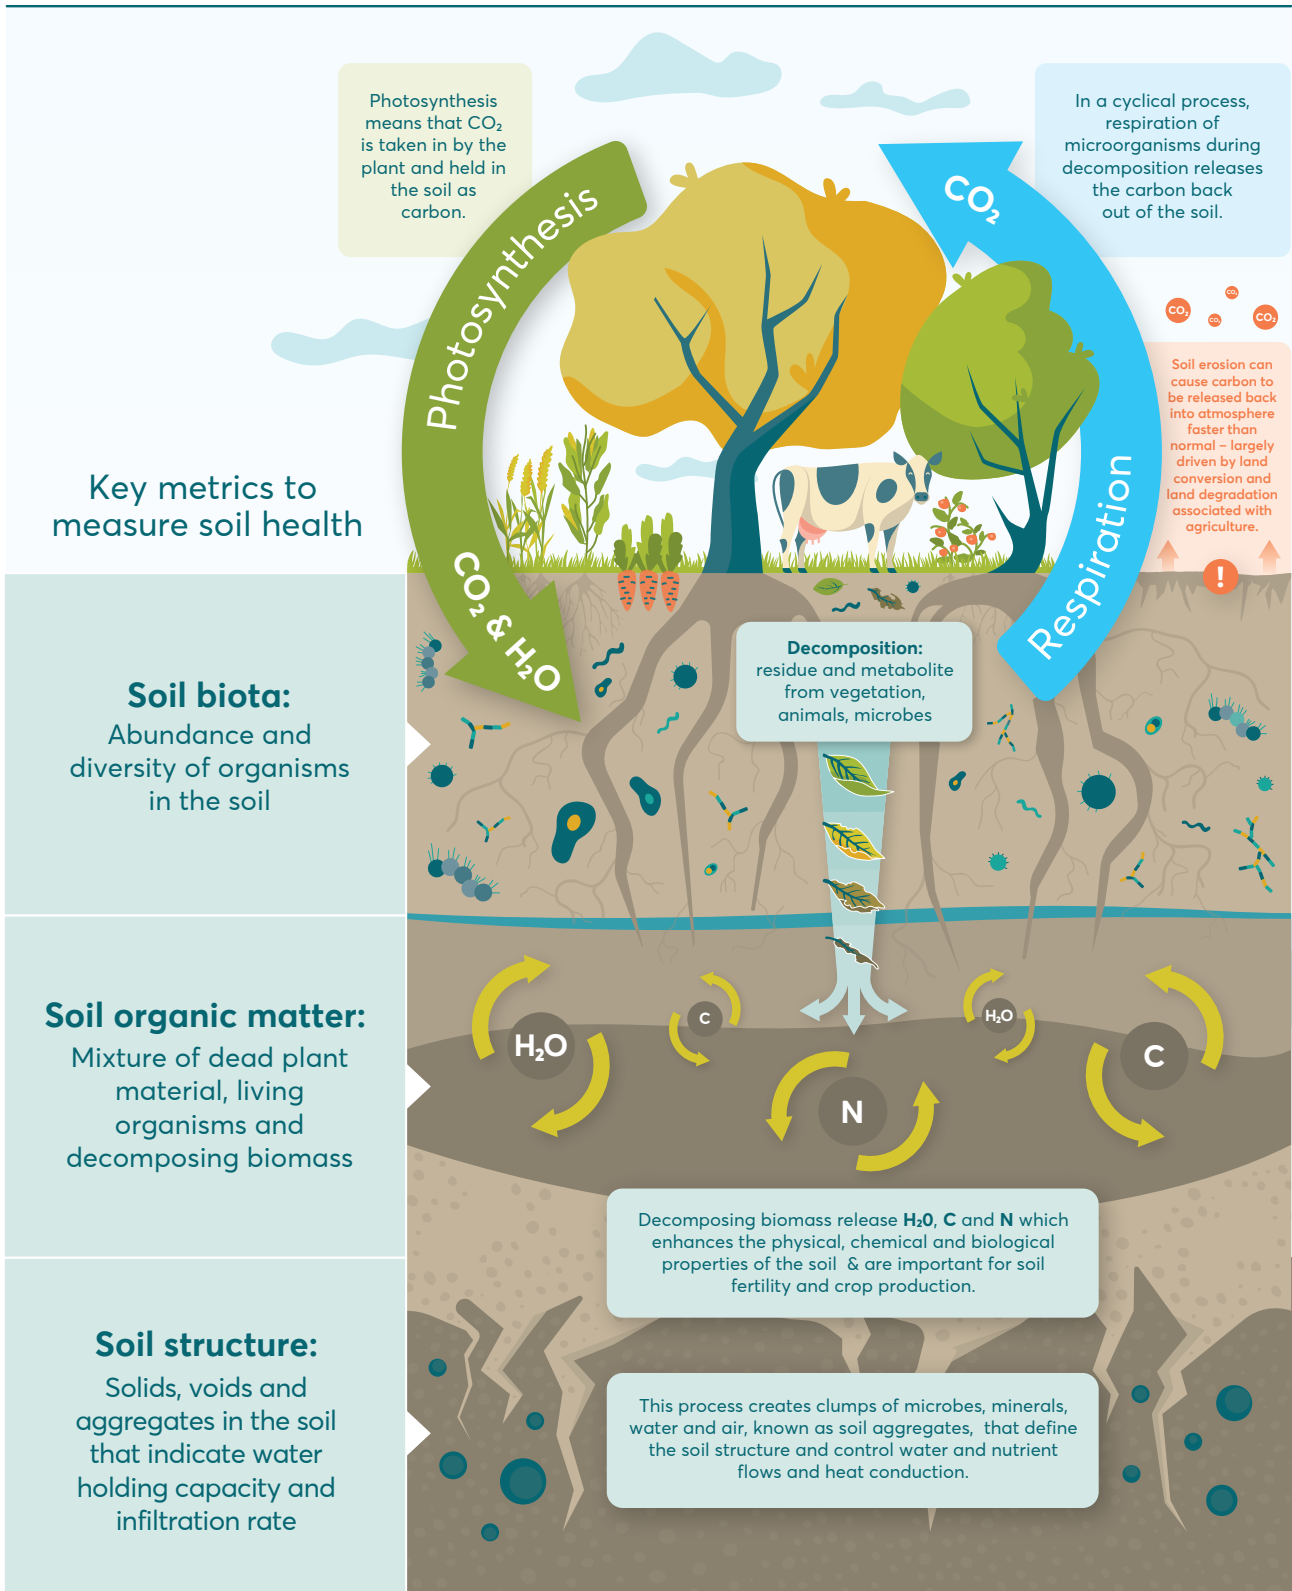 Photosynthesis
means that CO₂
is taken in by the
plant and held in
the soil as
carbon.
In a cyclical process,
respiration of
microorganisms during
decomposition releases
the carbon back
out of the soil.
Photosynthesis
CO₂ & H₂O
CO₂
Respiration
CO₂
CO₂
CO₂
CO₂
Soil erosion can
cause carbon to
be released back
into atmosphere
faster than
normal – largely
driven by land
conversion and
land degradation
associated with
agriculture.
!
Key metrics to
measure soil health
Soil biota:
Abundance and
diversity of organisms
in the soil
Decomposition:
residue and metabolite
from vegetation,
animals, microbes
Soil organic matter:
Mixture of dead plant
material, living
organisms and
decomposing biomass
H₂O
C
N
H₂O
C
Decomposing biomass release H₂0, C and N which
enhances the physical, chemical and biological
properties of the soil & are important for soil
fertility and crop production.
Soil structure:
Solids, voids and
aggregates in the soil
that indicate water
holding capacity and
infiltration rate
This process creates clumps of microbes, minerals,
water and air, known as soil aggregates, that define
the soil structure and control water and nutrient
flows and heat conduction.